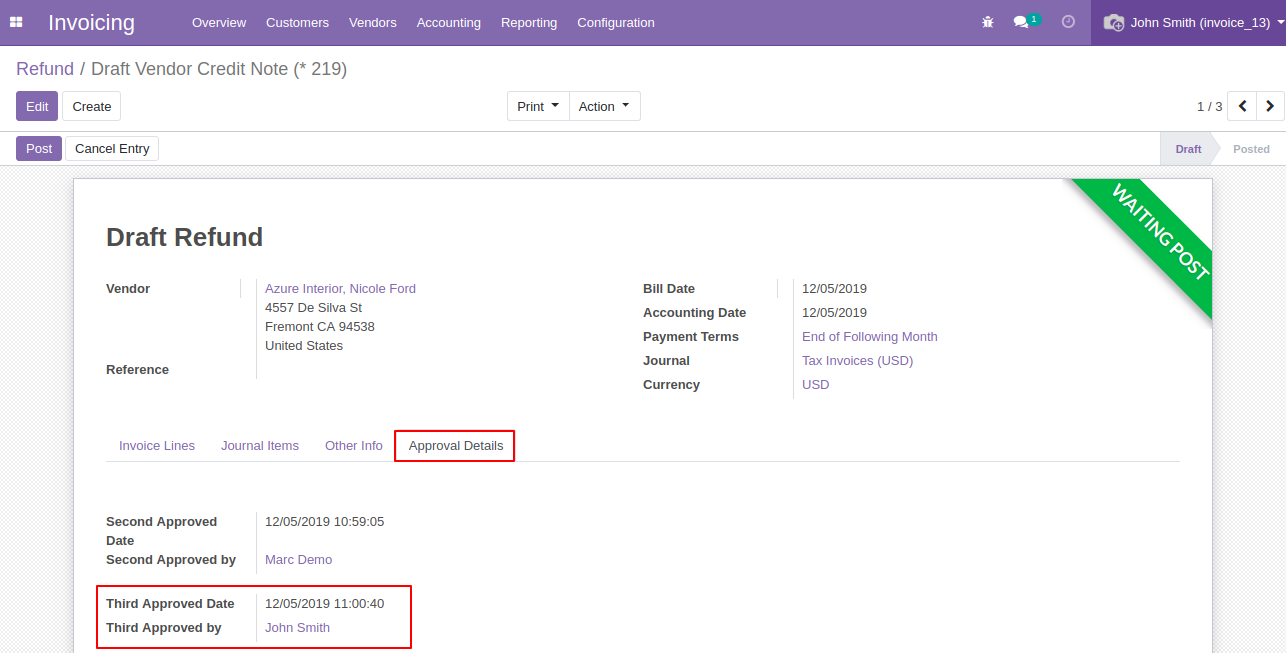 Invoicing Overview Customers Vendors Accounting Reporting Configuration 1 John Smith (invoice_13)
Refund / Draft Vendor Credit Note (* 219)
Edit Create Print Action 1 / 3
Post Cancel Entry Draft Posted
WAITING POST
Draft Refund
Vendor Azure Interior, Nicole Ford
4557 De Silva St
Fremont CA 94538
United States
Reference
Bill Date 12/05/2019
Accounting Date 12/05/2019
Payment Terms End of Following Month
Journal Tax Invoices (USD)
Currency USD
Invoice Lines Journal Items Other Info Approval Details
Second Approved 12/05/2019 10:59:05
Date
Second Approved by Marc Demo
Third Approved Date 12/05/2019 11:00:40
Third Approved by John Smith